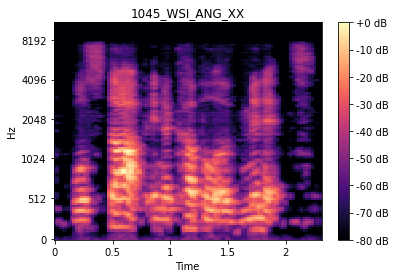 1045_WSI_ANG_XX
+0 dB
8192
-10 dB
4096
-20 dB
-30 dB
2048
Hz
-40 dB
1024
-50 dB
512
-60 dB
-70 dB
0
-80 dB
0
0.5
1
1.5
2
Time